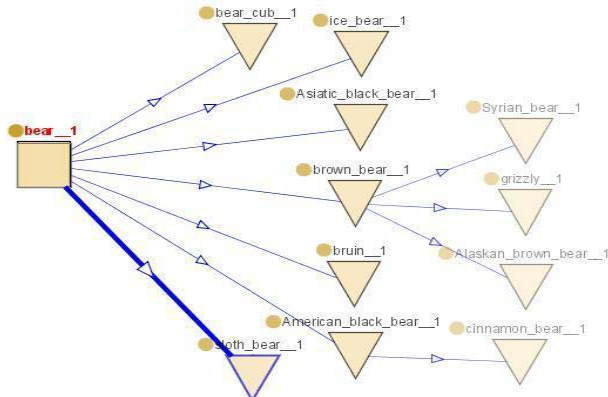 bear_cub__1
ice_bear__1
Asiatic_black_bear__1
Syrian_bear__1
bear__1
brown_bear__1
grizzly__1
bruin__1
Alaskan_brown_bear__1
American_black_bear__1
cinnamon_bear__1
sloth_bear__1